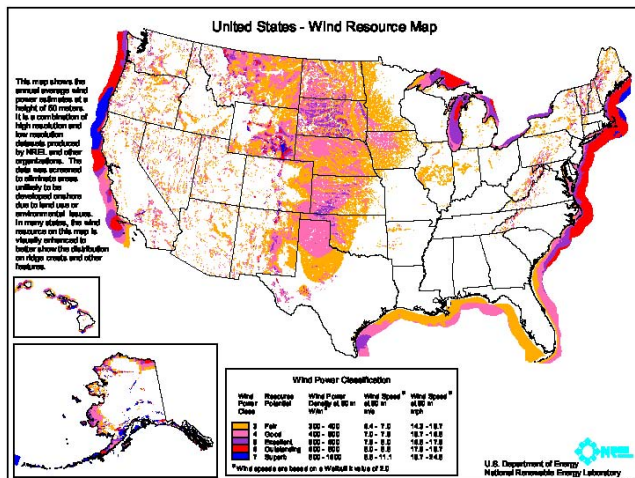 United States - Wind Resource Map
This map shows the
annual average wind
power estimates at a
height of 50 meters.
It is a combination of
high resolution and
low resolution
datasets produced
by NREL and other
organizations. The
data was screened
to eliminate areas
unlikely to be
developed onshore
due to land use or
environmental issues.
In many states, the wind
resource on this map is
visually enhanced to
better show the distribution
on ridge crests and other
features.
Wind Power Classification
Wind Resource Wind Power Wind Speed Wind Speed
Power Potential Density at 50 m at 50 m at 50 m
Class W/m m/s mph
3 Fair 300 - 400 6.4 - 7.0 14.3 - 15.7
4 Good 400 - 500 7.0 - 7.5 15.7 - 16.8
5 Excellent 500 - 600 7.5 - 8.0 16.8 - 17.9
6 Outstanding 600 - 800 8.0 - 8.8 17.9 - 19.7
7 Superb 800 - 1600 8.8 - 11.1 19.7 - 24.8
Wind speeds are based on a Weibull k value of 2.0
U.S. Department of Energy
National Renewable Energy Laboratory